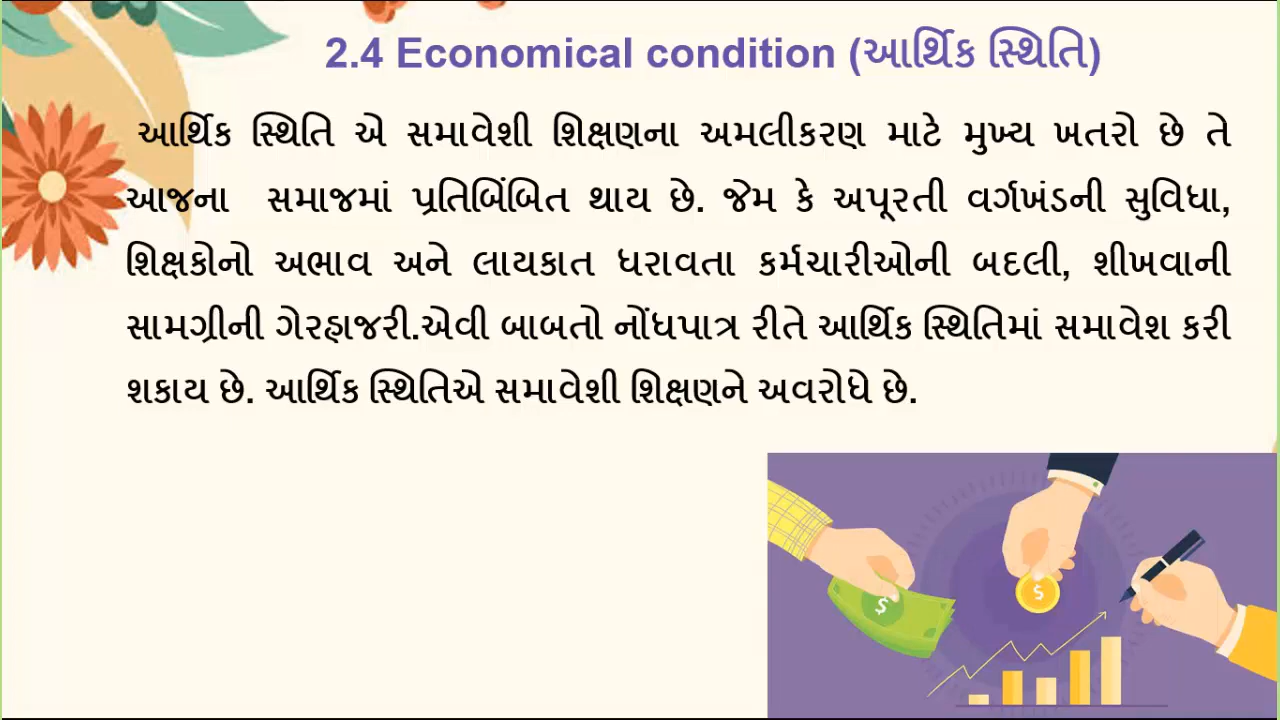 2.4 Economical condition (આર્થિક સ્થિતિ)
આર્થિક સ્થિતિ એ સમાવેશી શિક્ષણના અમલીકરણ માટે મુખ્ય ખતરો છે તે
આજના સમાજમાં પ્રતિબિંબિત થાય છે. જેમ કે અપૂરતી વર્ગખંડની સુવિધા,
શિક્ષકોનો અભાવ અને લાયકાત ધરાવતા કર્મચારીઓની બદલી, શીખવાની
સામગ્રીની ગેરહાજરી.એવી બાબતો નોંધપાત્ર રીતે આર્થિક સ્થિતિમાં સમાવેશ કરી
શકાય છે. આર્થિક સ્થિતિએ સમાવેશી શિક્ષણને અવરોધે છે.
$
$